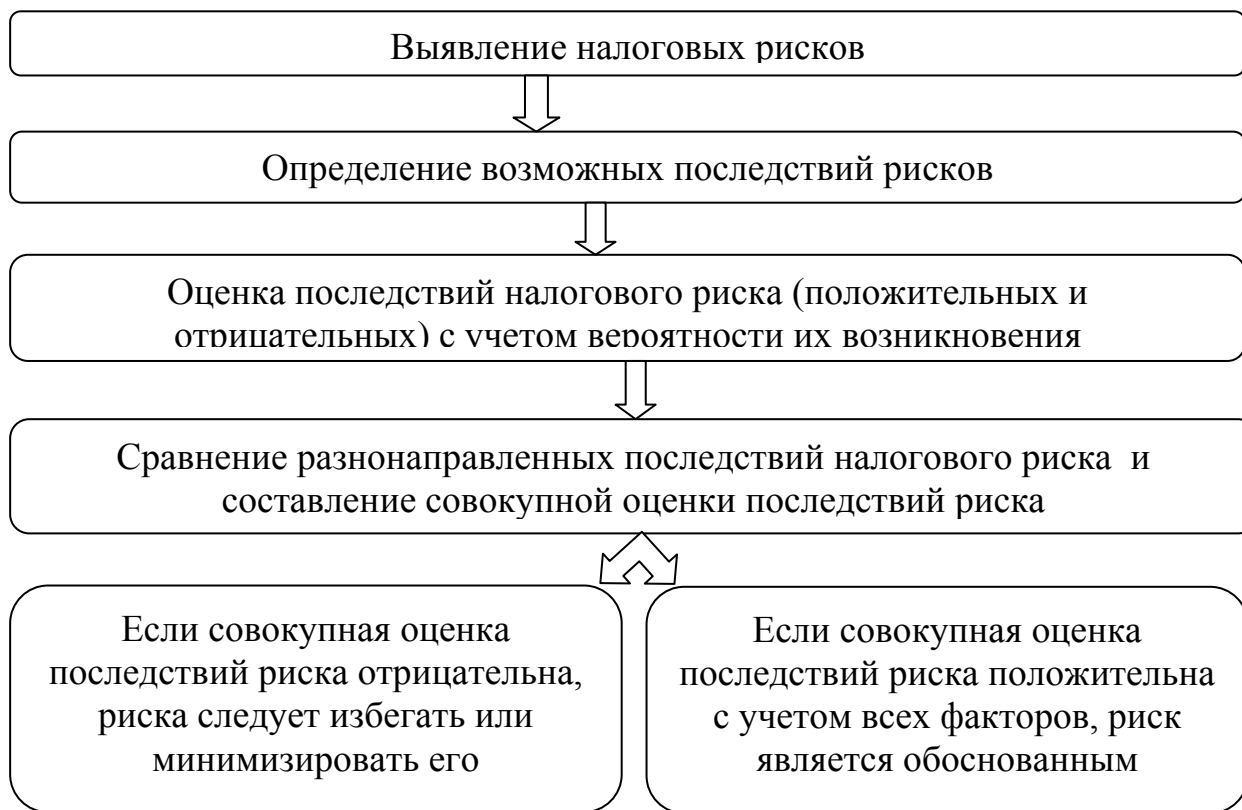 Выявление налоговых рисков
Определение возможных последствий рисков
Оценка последствий налогового риска (положительных и
отрицательных) с учетом вероятности их возникновения
Сравнение разнонаправленных последствий налогового риска и
составление совокупной оценки последствий риска
Если совокупная оценка
последствий риска отрицательна,
риска следует избегать или
минимизировать его
Если совокупная оценка
последствий риска положительна
с учетом всех факторов, риск
является обоснованным